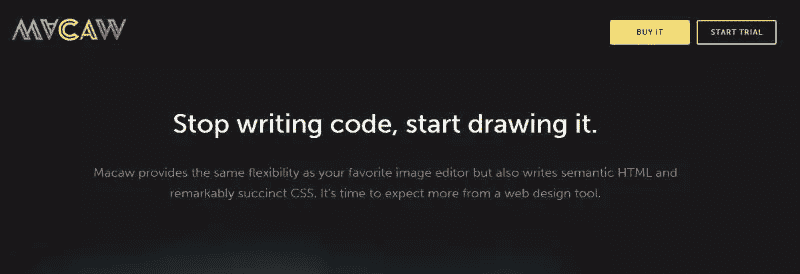 MACAW
BUY IT
START TRIAL
Stop writing code, start drawing it.
Macaw provides the same flexibility as your favorite image editor but also writes semantic HTML and
remarkably succinct CSS. It's time to expect more from a web design tool.